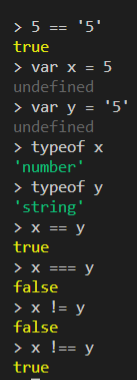 > 5 == '5'
true
> var x = 5
undefined
> var y = '5'
undefined
> typeof x
'number'
> typeof y
'string'
> x == y
true
> x === y
false
> x != y
false
> x !== y
true